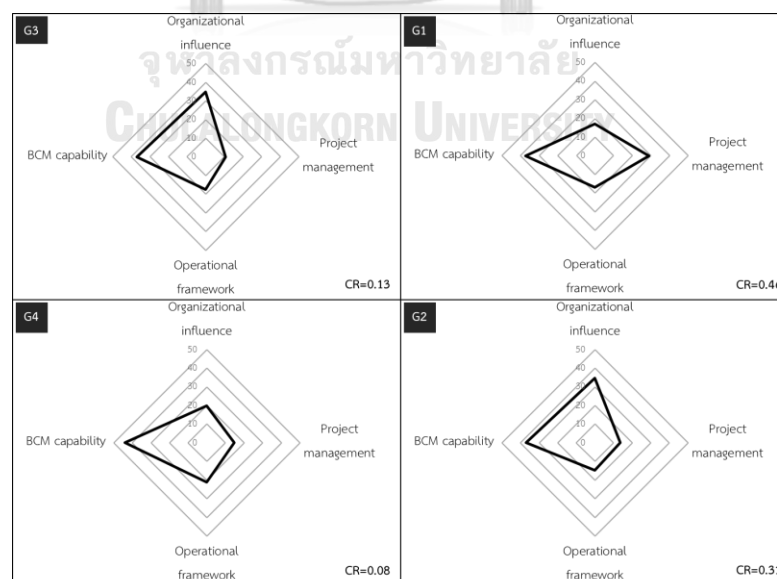 G3
Organizational
influence
50
40
30
20
10
0
BCM capability
Project
management
Operational
framework
CR=0.13
G1
Organizational
influence
50
40
30
20
10
0
BCM capability
Project
management
Operational
framework
CR=0.46
จุฬาลงกรณ์มหาวิทยาลัย
CHULALONGKORN UNIVERSITY
G4
Organizational
influence
50
40
30
20
10
0
BCM capability
Project
management
Operational
framework
CR=0.08
G2
Organizational
influence
50
40
30
20
10
0
BCM capability
Project
management
Operational
framework